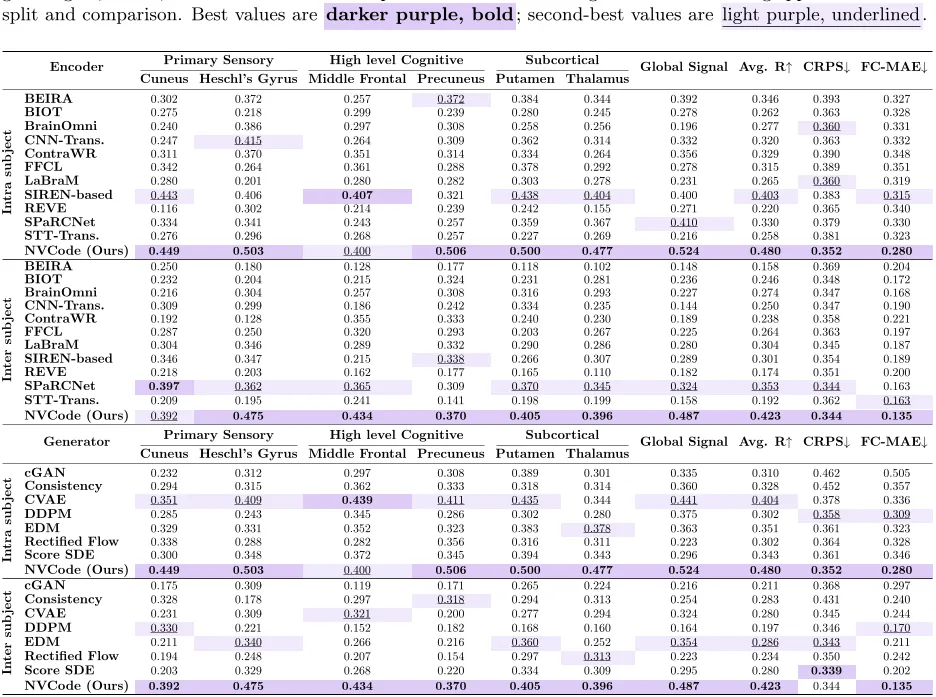 split and comparison. Best values are darker purple, bold; second-best values are light purple, underlined.
Encoder Primary Sensory High level Cognitive Subcortical Global Signal Avg. R↑ CRPS↓ FC-MAE↓
Cuneus Heschl's Gyrus Middle Frontal Precuneus Putamen Thalamus
Intra subject
BEIRA 0.302 0.372 0.257 0.372 0.384 0.344 0.392 0.346 0.393 0.327
BIOT 0.275 0.218 0.299 0.239 0.280 0.245 0.278 0.262 0.363 0.328
BrainOmni 0.240 0.386 0.297 0.308 0.258 0.256 0.196 0.277 0.360 0.331
CNN-Trans. 0.247 0.415 0.264 0.309 0.362 0.314 0.332 0.320 0.363 0.332
ContraWR 0.311 0.370 0.351 0.314 0.334 0.264 0.356 0.329 0.390 0.348
FFCL 0.342 0.264 0.361 0.288 0.378 0.292 0.278 0.315 0.389 0.351
LaBraM 0.280 0.201 0.280 0.282 0.303 0.278 0.231 0.265 0.360 0.319
SIREN-based 0.443 0.406 0.407 0.321 0.438 0.404 0.400 0.403 0.383 0.315
REVE 0.116 0.302 0.214 0.239 0.242 0.155 0.271 0.220 0.365 0.340
SPaRCNet 0.334 0.341 0.243 0.257 0.359 0.367 0.410 0.330 0.379 0.330
STT-Trans. 0.276 0.296 0.268 0.257 0.227 0.269 0.216 0.258 0.381 0.323
NVCode (Ours) 0.449 0.503 0.400 0.506 0.500 0.477 0.524 0.480 0.352 0.280
Inter subject
BEIRA 0.250 0.180 0.128 0.177 0.118 0.102 0.148 0.158 0.369 0.204
BIOT 0.232 0.204 0.215 0.324 0.231 0.281 0.236 0.246 0.348 0.172
BrainOmni 0.216 0.304 0.257 0.308 0.316 0.293 0.227 0.274 0.347 0.168
CNN-Trans. 0.309 0.299 0.186 0.242 0.334 0.235 0.144 0.250 0.347 0.190
ContraWR 0.192 0.128 0.355 0.333 0.240 0.230 0.189 0.238 0.358 0.221
FFCL 0.287 0.250 0.320 0.293 0.203 0.267 0.225 0.264 0.363 0.197
LaBraM 0.304 0.346 0.289 0.332 0.290 0.286 0.280 0.304 0.345 0.187
SIREN-based 0.346 0.347 0.215 0.338 0.266 0.307 0.289 0.301 0.354 0.189
REVE 0.218 0.203 0.162 0.177 0.165 0.110 0.182 0.174 0.351 0.200
SPaRCNet 0.397 0.362 0.365 0.309 0.370 0.345 0.324 0.353 0.344 0.163
STT-Trans. 0.209 0.195 0.241 0.141 0.198 0.199 0.158 0.192 0.362 0.163
NVCode (Ours) 0.392 0.475 0.434 0.370 0.405 0.396 0.487 0.423 0.344 0.135
Generator Primary Sensory High level Cognitive Subcortical Global Signal Avg. R↑ CRPS↓ FC-MAE↓
Cuneus Heschl's Gyrus Middle Frontal Precuneus Putamen Thalamus
Intra subject
cGAN 0.232 0.312 0.297 0.308 0.389 0.301 0.335 0.310 0.462 0.505
Consistency 0.294 0.315 0.362 0.333 0.318 0.314 0.360 0.328 0.452 0.357
CVAE 0.351 0.409 0.439 0.411 0.435 0.344 0.441 0.404 0.378 0.336
DDPM 0.285 0.243 0.345 0.286 0.302 0.280 0.375 0.302 0.358 0.309
EDM 0.329 0.331 0.352 0.323 0.383 0.378 0.363 0.351 0.361 0.323
Rectified Flow 0.338 0.288 0.282 0.356 0.316 0.311 0.223 0.302 0.364 0.328
Score SDE 0.300 0.348 0.372 0.345 0.394 0.343 0.296 0.343 0.361 0.346
NVCode (Ours) 0.449 0.503 0.400 0.506 0.500 0.477 0.524 0.480 0.352 0.280
Inter subject
cGAN 0.175 0.309 0.119 0.171 0.265 0.224 0.216 0.211 0.368 0.297
Consistency 0.328 0.178 0.297 0.318 0.294 0.313 0.254 0.283 0.431 0.240
CVAE 0.231 0.309 0.321 0.200 0.277 0.294 0.324 0.280 0.345 0.244
DDPM 0.330 0.221 0.152 0.182 0.168 0.160 0.164 0.197 0.346 0.170
EDM 0.211 0.340 0.266 0.216 0.360 0.252 0.354 0.286 0.343 0.211
Rectified Flow 0.194 0.248 0.207 0.154 0.297 0.313 0.223 0.234 0.350 0.242
Score SDE 0.203 0.329 0.268 0.220 0.334 0.309 0.295 0.280 0.339 0.202
NVCode (Ours) 0.392 0.475 0.434 0.370 0.405 0.396 0.487 0.423 0.344 0.135